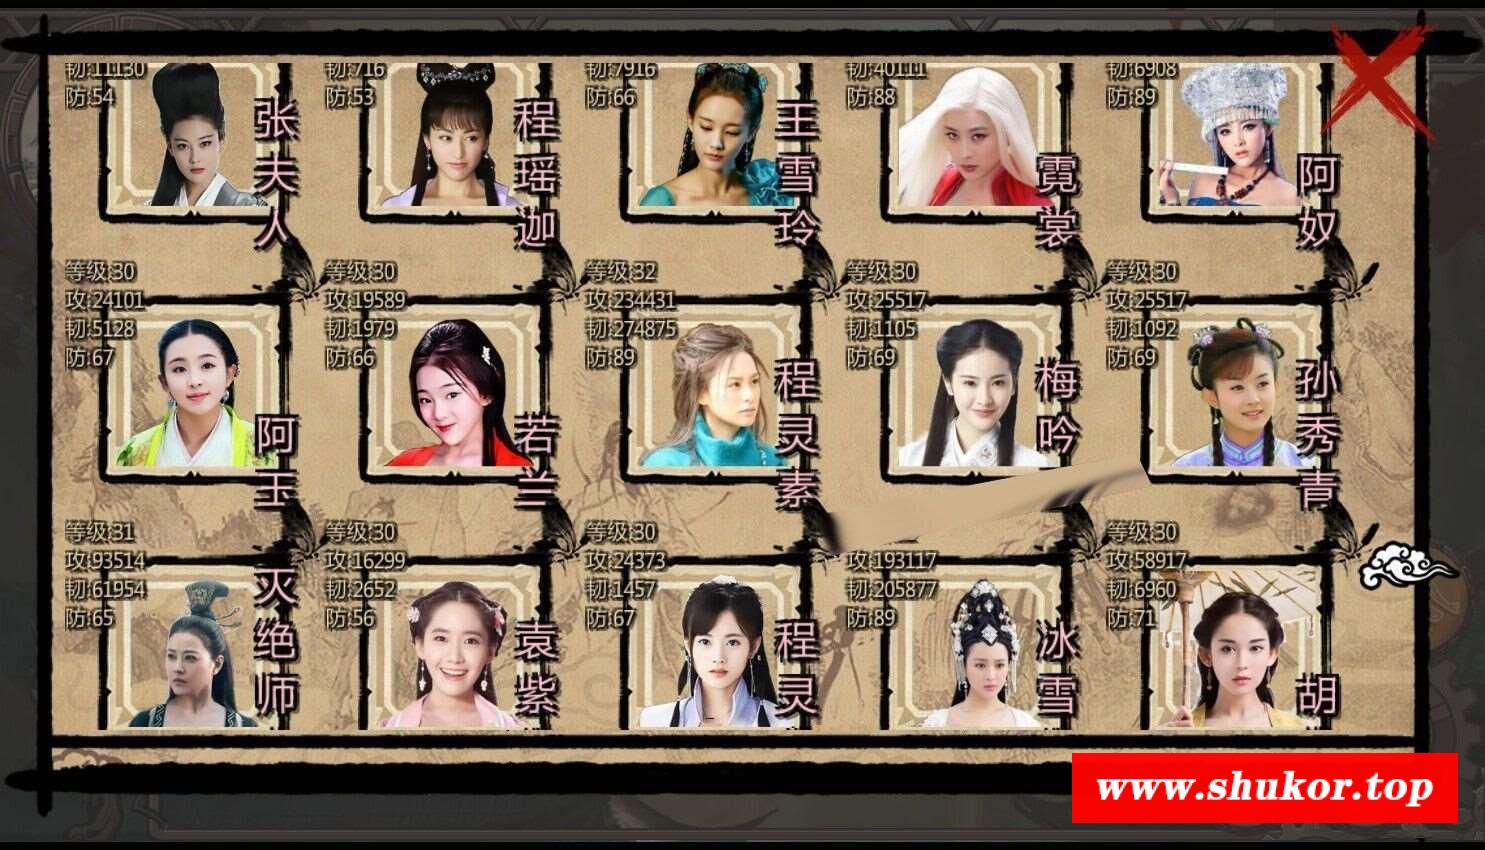 韧:11130
防:54
张夫人
韧:716
防:53
程瑶迦
韧:7916
防:66
王雪玲
韧:40111
防:88
霓裳
韧:6908
防:89
阿奴
等级:30
攻:24101
韧:5128
防:67
阿玉
等级:30
攻:19589
韧:1979
防:66
若兰
等级:32
攻:234431
韧:274875
防:89
程灵素
等级:30
攻:25517
韧:1105
防:69
梅吟
等级:30
攻:25517
韧:1092
防:69
孙秀青
等级:31
攻:93514
韧:61954
防:65
灭绝师
等级:30
攻:16299
韧:2652
防:56
袁紫
等级:30
攻:24373
韧:1457
防:67
程灵
攻:193117
韧:205877
防:89
冰雪
等级:30
攻:58917
韧:6960
防:71
胡
www.shukor.top